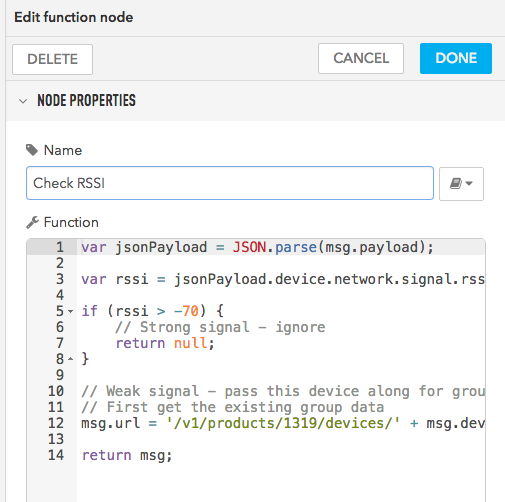 Edit function node
DELETE
CANCEL
DONE
NODE PROPERTIES
Name
Check RSSI
Function
1 var jsonPayload = JSON.parse(msg.payload);
2
3 var rssi = jsonPayload.device.network.signal.rss
4
5 if (rssi > -70) {
6     // Strong signal - ignore
7     return null;
8 }
9
10 // Weak signal - pass this device along for grou
11 // First get the existing group data
12 msg.url = '/v1/products/1319/devices/' + msg.dev
13
14 return msg;